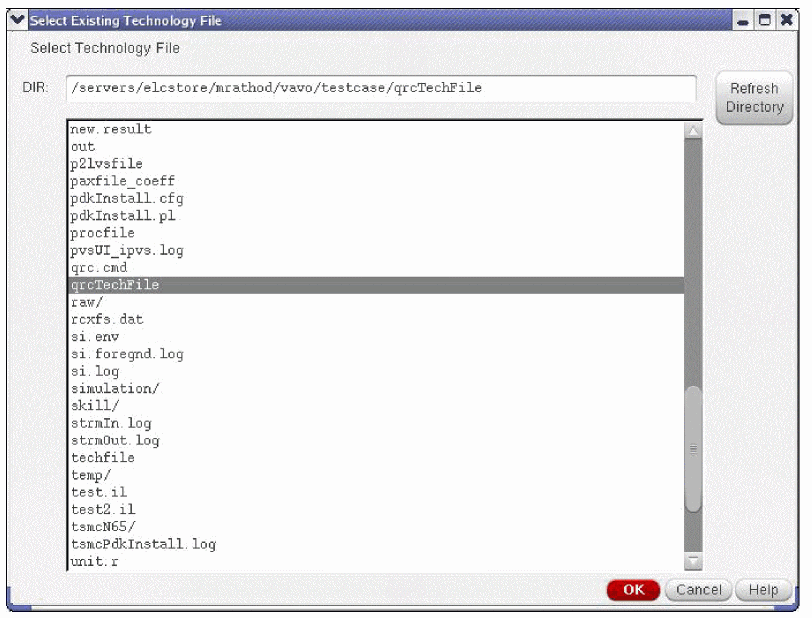 Select Existing Technology File
Select Technology File
DIR:
/servers/elcstore/mrathod/vavo/testcase/qrcTechFile
Refresh
Directory
new.result
out
p2lvsfile
paxfile_coeff
pdkInstall.cfg
pdkInstall.pl
procfile
pvsUI_ipvs.log
qrc.cmd
qrcTechFile
raw/
rcxfs.dat
si.env
si.foregnd.log
si.log
simulation/
skill/
strmIn.log
strmOut.log
techfile
temp/
test.il
test2.il
tsmcN65/
tsmcPdkInstall.log
unit.r
OK
Cancel
Help